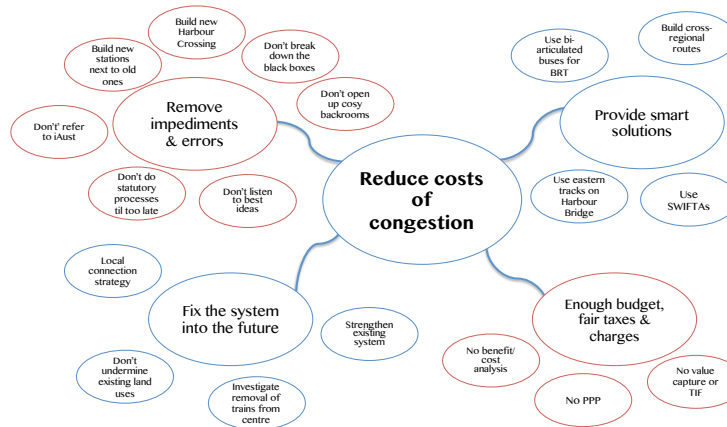 Build new
Harbour
Crossing
Build new
stations
next to old
ones
Don't break
down the
black boxes
Don't open
up cosy
backrooms
Don't' refer
to iAust
Remove
impediments
& errors
Don't do
statutory
processes
til too late
Don't listen
to best
ideas
Reduce costs
of
congestion
Use bi-
articulated
buses for
BRT
Build cross-
regional
routes
Provide smart
solutions
Use eastern
tracks on
Harbour
Bridge
Use
SWIFTAs
Local
connection
strategy
Fix the system
into the future
Strengthen
existing
system
Don't
undermine
existing land
uses
Investigate
removal of
trains from
centre
Enough budget,
fair taxes &
charges
No benefit/
cost
analysis
No PPP
No value
capture or
TIF